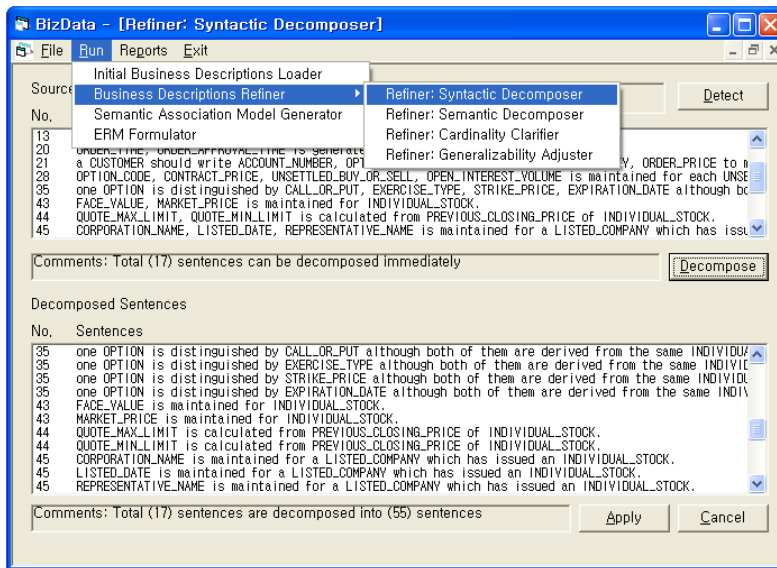 BizData - [Refiner: Syntactic Decomposer]
File Run Reports Exit
Initial Business Descriptions Loader
Business Descriptions Refiner
Semantic Association Model Generator
ERM Formulator
Refiner: Syntactic Decomposer
Refiner: Semantic Decomposer
Refiner: Cardinality Clarifier
Refiner: Generalizability Adjuster
Source
Detect
No.
13
20 ORDER_TIME, ORDER_APPROVAL_TIME is generate
21 a CUSTOMER should write ACCOUNT_NUMBER, OPT Y, ORDER_PRICE to m
28 OPTION_CODE, CONTRACT_PRICE, UNSETTLED_BUY_OR_SELL, OPEN_INTEREST_VOLUME is maintained for each UNSE
35 one OPTION is distinguished by CALL_OR_PUT, EXERCISE_TYPE, STRIKE_PRICE, EXPIRATION_DATE although bo
43 FACE_VALUE, MARKET_PRICE is maintained for INDIVIDUAL_STOCK.
44 QUOTE_MAX_LIMIT, QUOTE_MIN_LIMIT is calculated from PREVIOUS_CLOSING_PRICE of INDIVIDUAL_STOCK.
45 CORPORATION_NAME, LISTED_DATE, REPRESENTATIVE_NAME is maintained for a LISTED_COMPANY which has issu
Comments: Total (17) sentences can be decomposed immediately
Decompose
Decomposed Sentences
No. Sentences
35 one OPTION is distinguished by CALL_OR_PUT although both of them are derived from the same INDIVIDUA
35 one OPTION is distinguished by EXERCISE_TYPE although both of them are derived from the same INDIVID
35 one OPTION is distinguished by STRIKE_PRICE although both of them are derived from the same INDIVIDU
35 one OPTION is distinguished by EXPIRATION_DATE although both of them are derived from the same INDIV
43 FACE_VALUE is maintained for INDIVIDUAL_STOCK.
43 MARKET_PRICE is maintained for INDIVIDUAL_STOCK.
44 QUOTE_MAX_LIMIT is calculated from PREVIOUS_CLOSING_PRICE of INDIVIDUAL_STOCK.
44 QUOTE_MIN_LIMIT is calculated from PREVIOUS_CLOSING_PRICE of INDIVIDUAL_STOCK.
45 CORPORATION_NAME is maintained for a LISTED_COMPANY which has issued an INDIVIDUAL_STOCK.
45 LISTED_DATE is maintained for a LISTED_COMPANY which has issued an INDIVIDUAL_STOCK.
45 REPRESENTATIVE_NAME is maintained for a LISTED_COMPANY which has issued an INDIVIDUAL_STOCK.
Comments: Total (17) sentences are decomposed into (55) sentences
Apply
Cancel